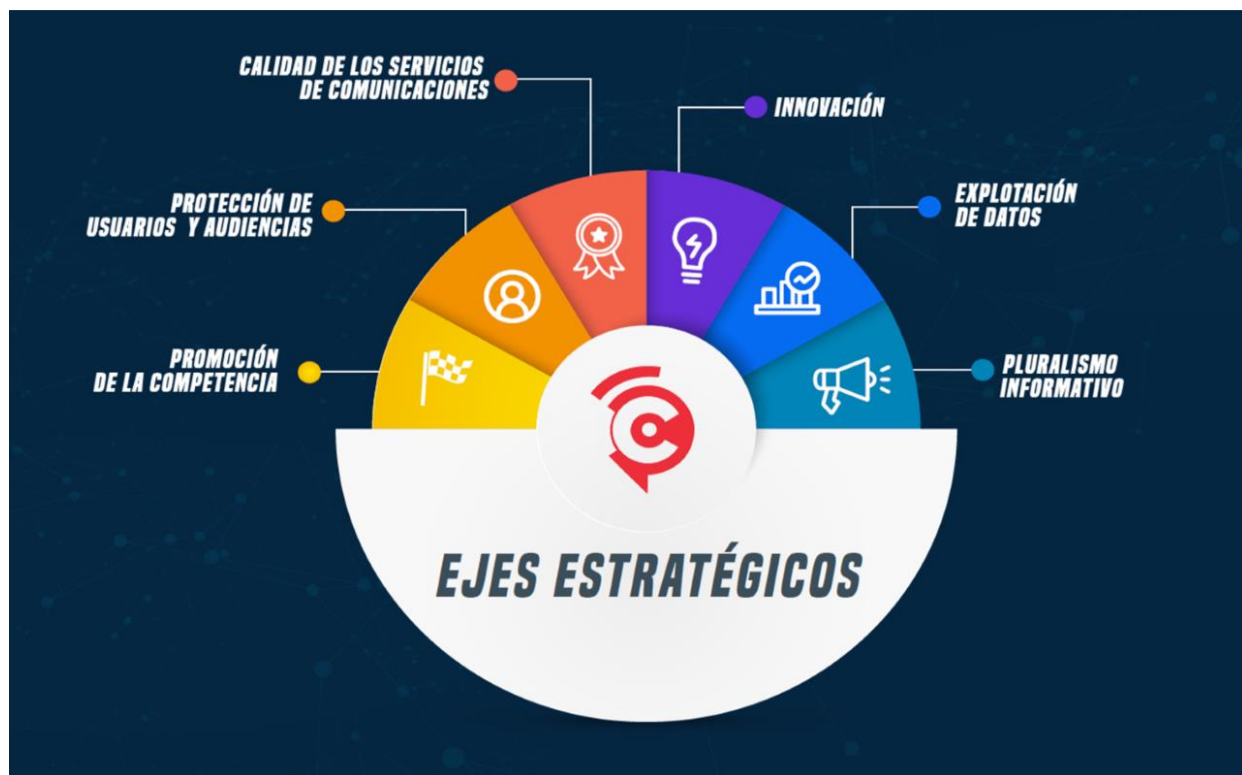 CALIDAD DE LOS SERVICIOS
DE COMUNICACIONES
INNOVACIÓN
PROTECCIÓN DE
USUARIOS Y AUDIENCIAS
EXPLOTACIÓN
DE DATOS
PROMOCIÓN
DE LA COMPETENCIA
PLURALISMO
INFORMATIVO
EJES ESTRATÉGICOS